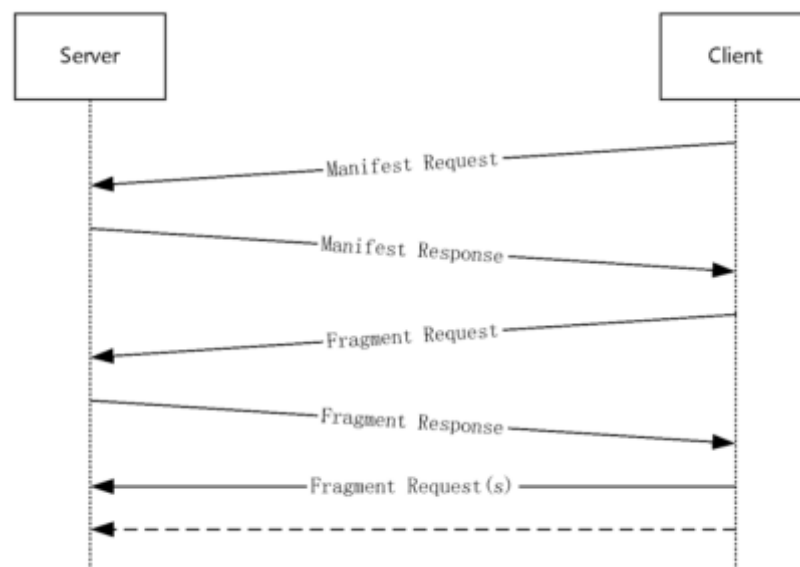 Server
Client
Manifest Request
Manifest Response
Fragment Request
Fragment Response
Fragment Request(s)